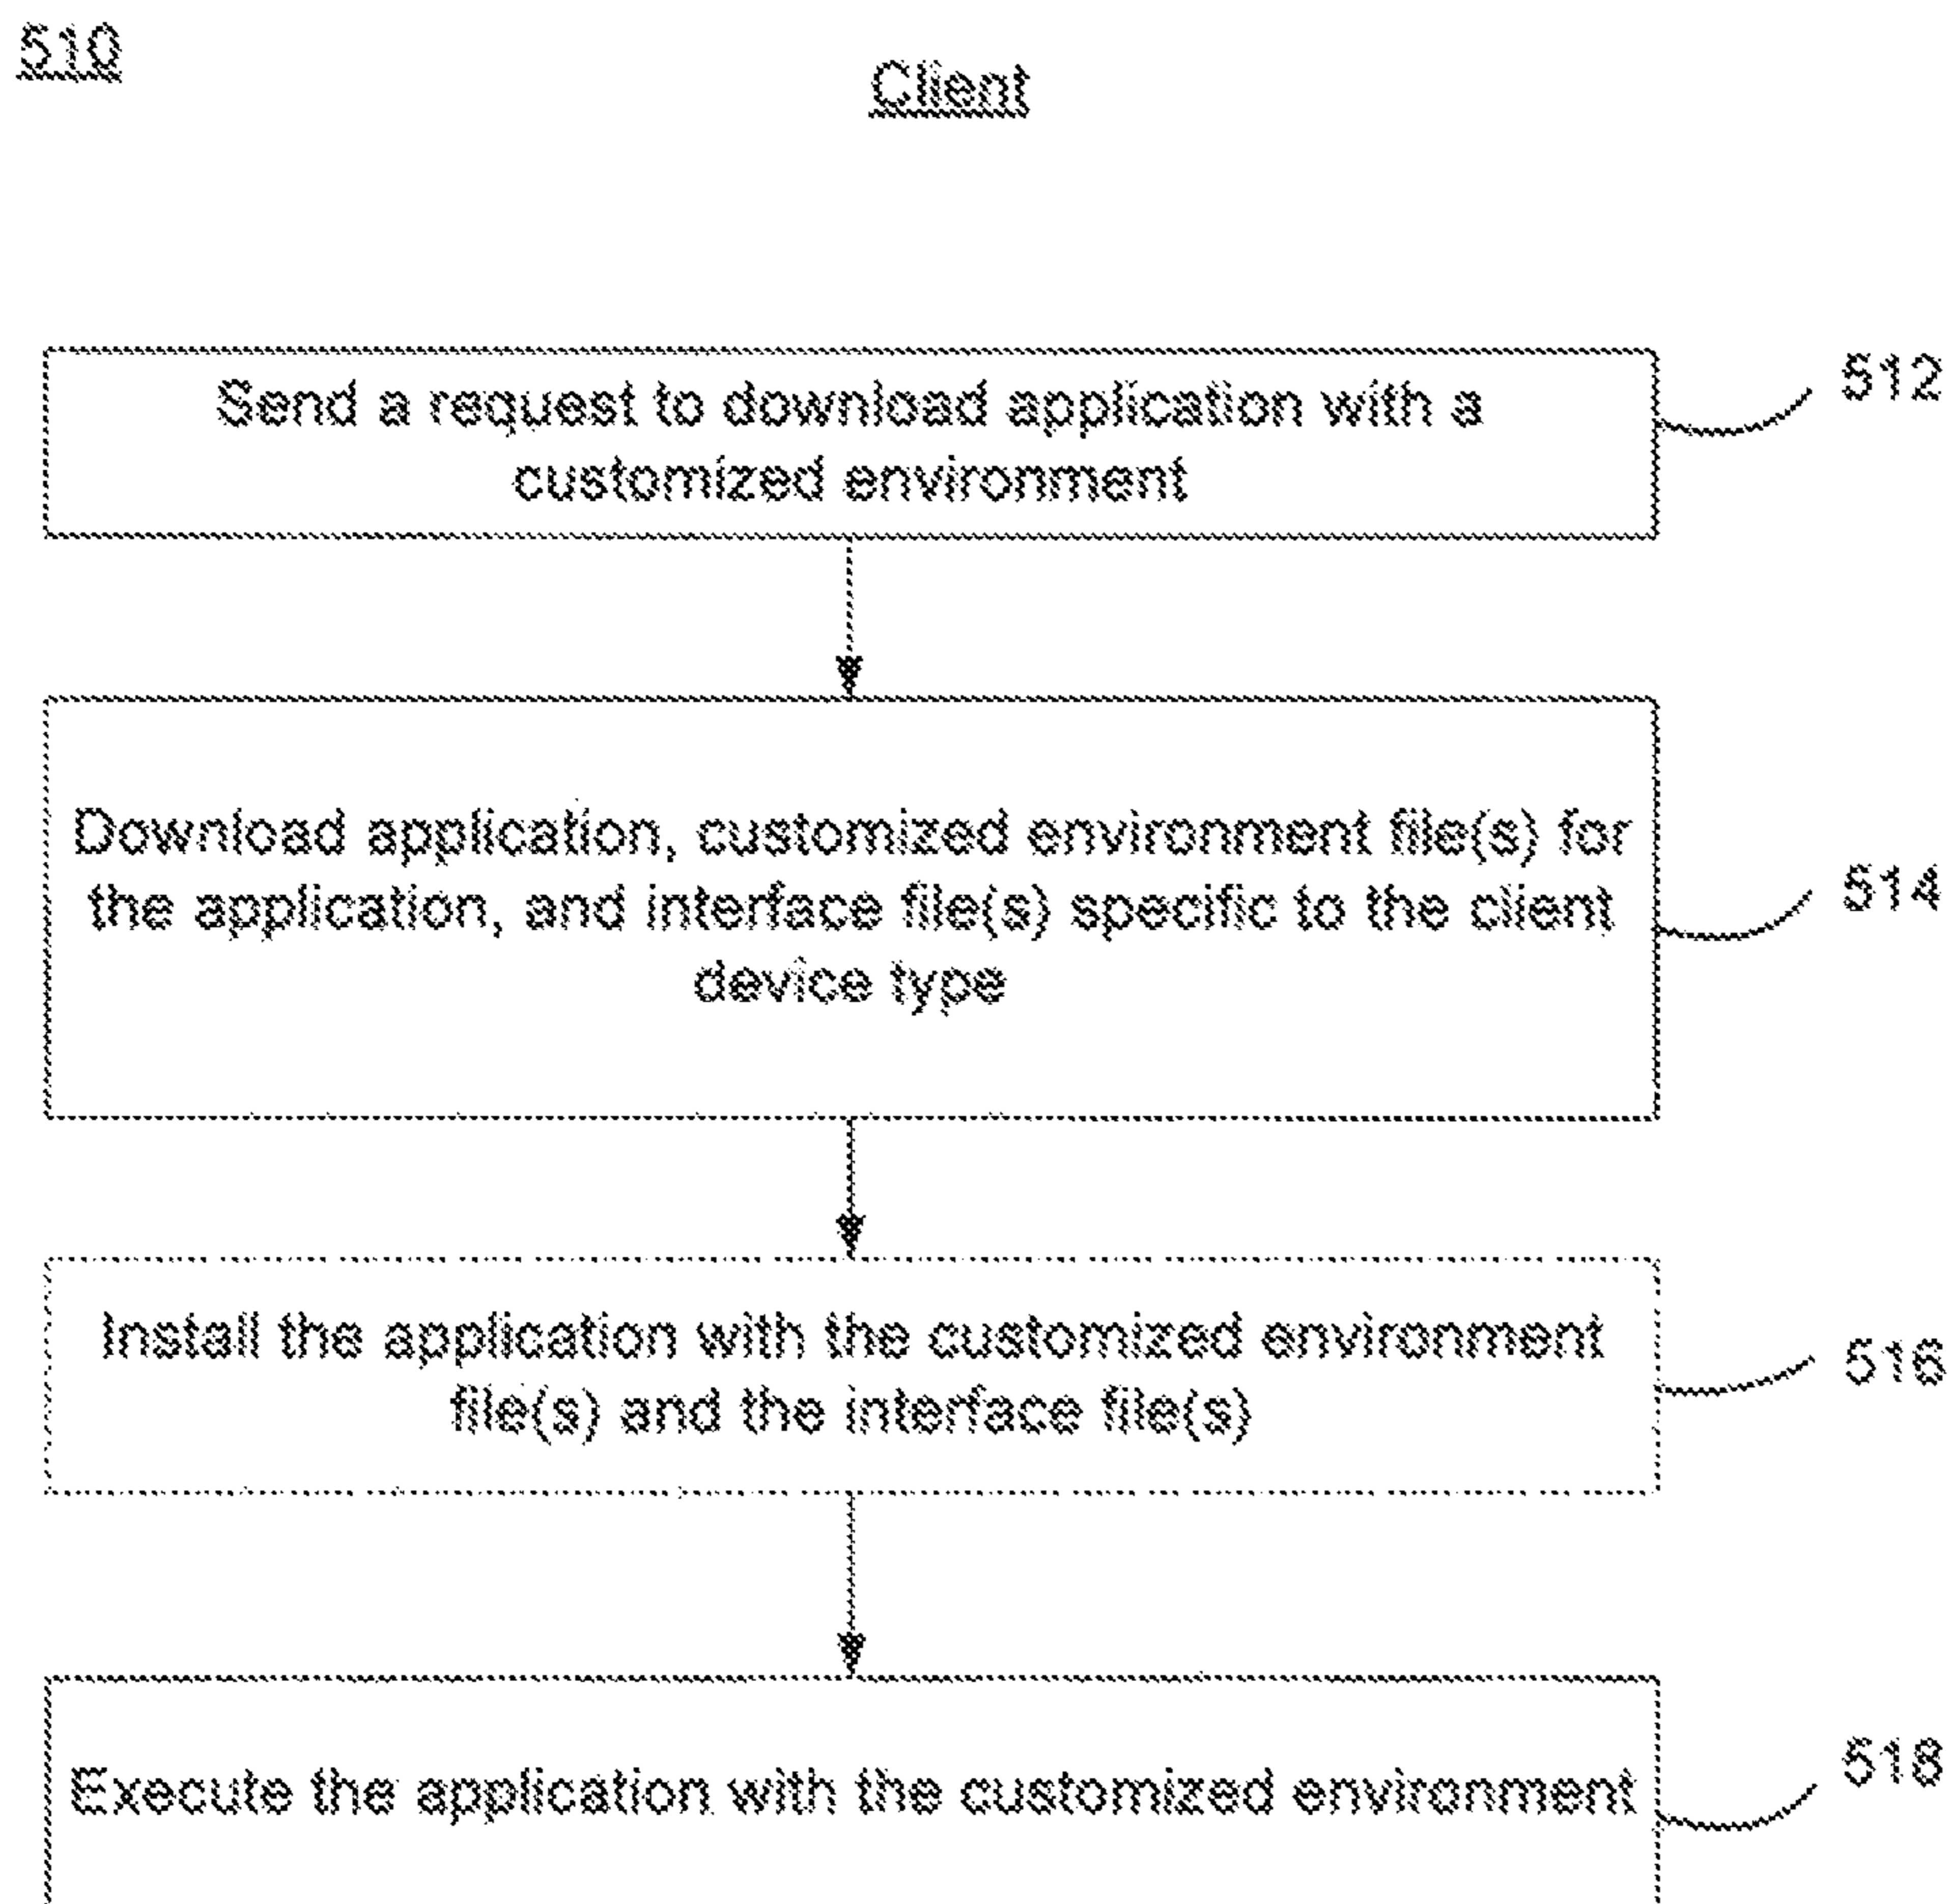 510
Client
Send a request to download application with a
customized environment
512
Download application, customized environment file(s) for
the application, and interface file(s) specific to the client
device type
514
Install the application with the customized environment
file(s) and the interface file(s)
516
Execute the application with the customized environment
518